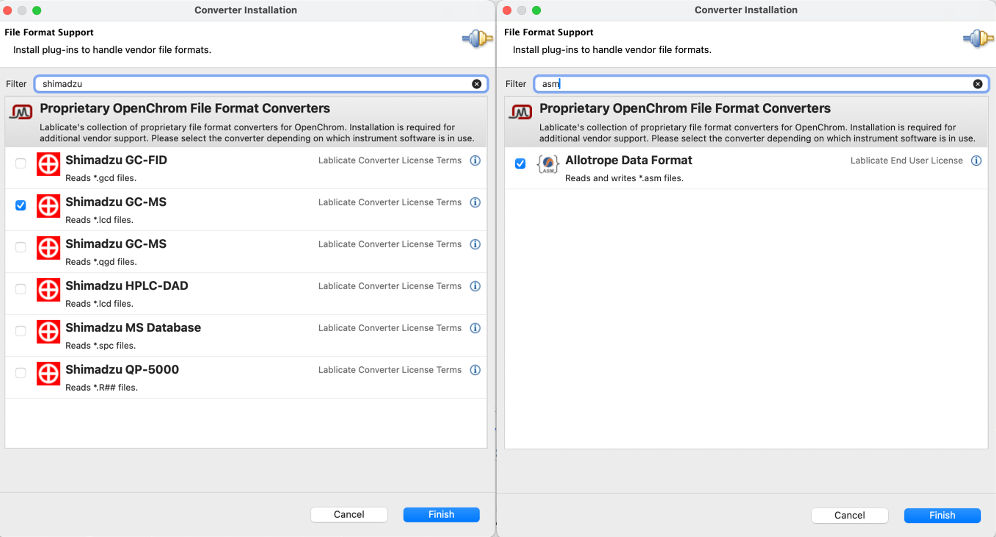 Converter Installation
File Format Support
Install plug-ins to handle vendor file formats.
Filter shimadzu
Proprietary OpenChrom File Format Converters
Lablicate's collection of proprietary file format converters for OpenChrom. Installation is required for
additional vendor support. Please select the converter depending on which instrument software is in use.
Shimadzu GC-FID Lablicate Converter License Terms
Reads *.gcd files.
Shimadzu GC-MS Lablicate Converter License Terms
Reads *.lcd files.
Shimadzu GC-MS Lablicate Converter License Terms
Reads *.qgd files.
Shimadzu HPLC-DAD Lablicate Converter License Terms
Reads *.lcd files.
Shimadzu MS Database Lablicate Converter License Terms
Reads *.spc files.
Shimadzu QP-5000 Lablicate Converter License Terms
Reads *.R## files.
Cancel Finish
Converter Installation
File Format Support
Install plug-ins to handle vendor file formats.
Filter asm
Proprietary OpenChrom File Format Converters
Lablicate's collection of proprietary file format converters for OpenChrom. Installation is required for
additional vendor support. Please select the converter depending on which instrument software is in use.
Allotrope Data Format Lablicate End User License
ASM
Reads and writes *.asm files.
Cancel Finish